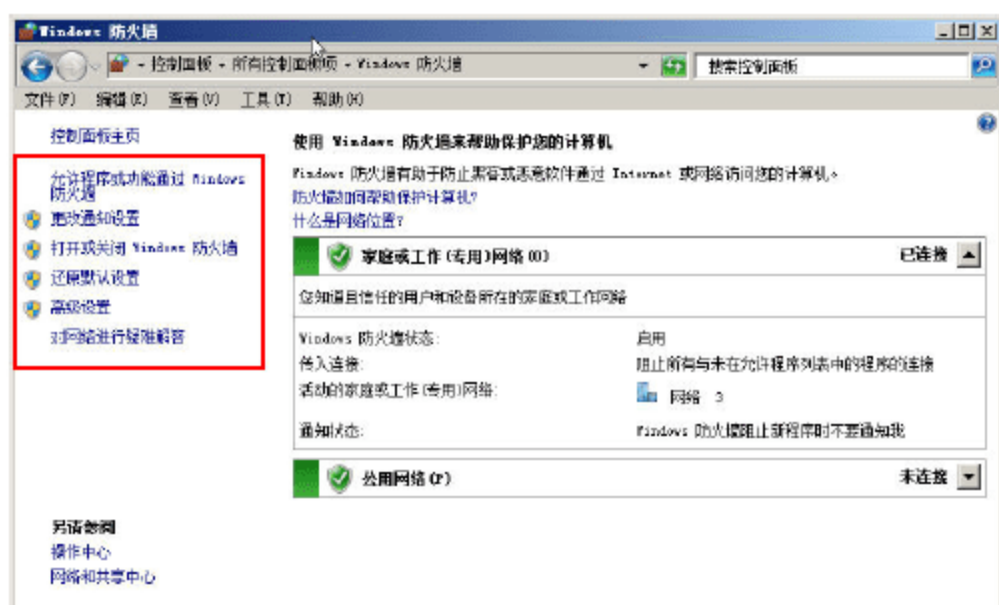 Windows 防火墙
控制面板 - 所有控制面板项 - Windows 防火墙
搜索控制面板
文件(F) 编辑(E) 查看(V) 工具(T) 帮助(H)
控制面板主页
允许程序或功能通过 Windows
防火墙
更改通知设置
打开或关闭 Windows 防火墙
还原默认设置
高级设置
对网络进行疑难解答
另请参阅
操作中心
网络和共享中心
使用 Windows 防火墙来帮助保护您的计算机
Windows 防火墙有助于防止黑客或恶意软件通过 Internet 或网络访问您的计算机。
防火墙如何帮助保护计算机?
什么是网络位置?
家庭或工作(专用)网络(O) 已连接
您知道且信任的用户和设备所在的家庭或工作网络
Windows 防火墙状态: 启用
传入连接: 阻止所有与未在允许程序列表中的程序的连接
活动的家庭或工作(专用)网络: 网络 3
通知状态: Windows 防火墙阻止新程序时不要通知我
公用网络(P) 未连接